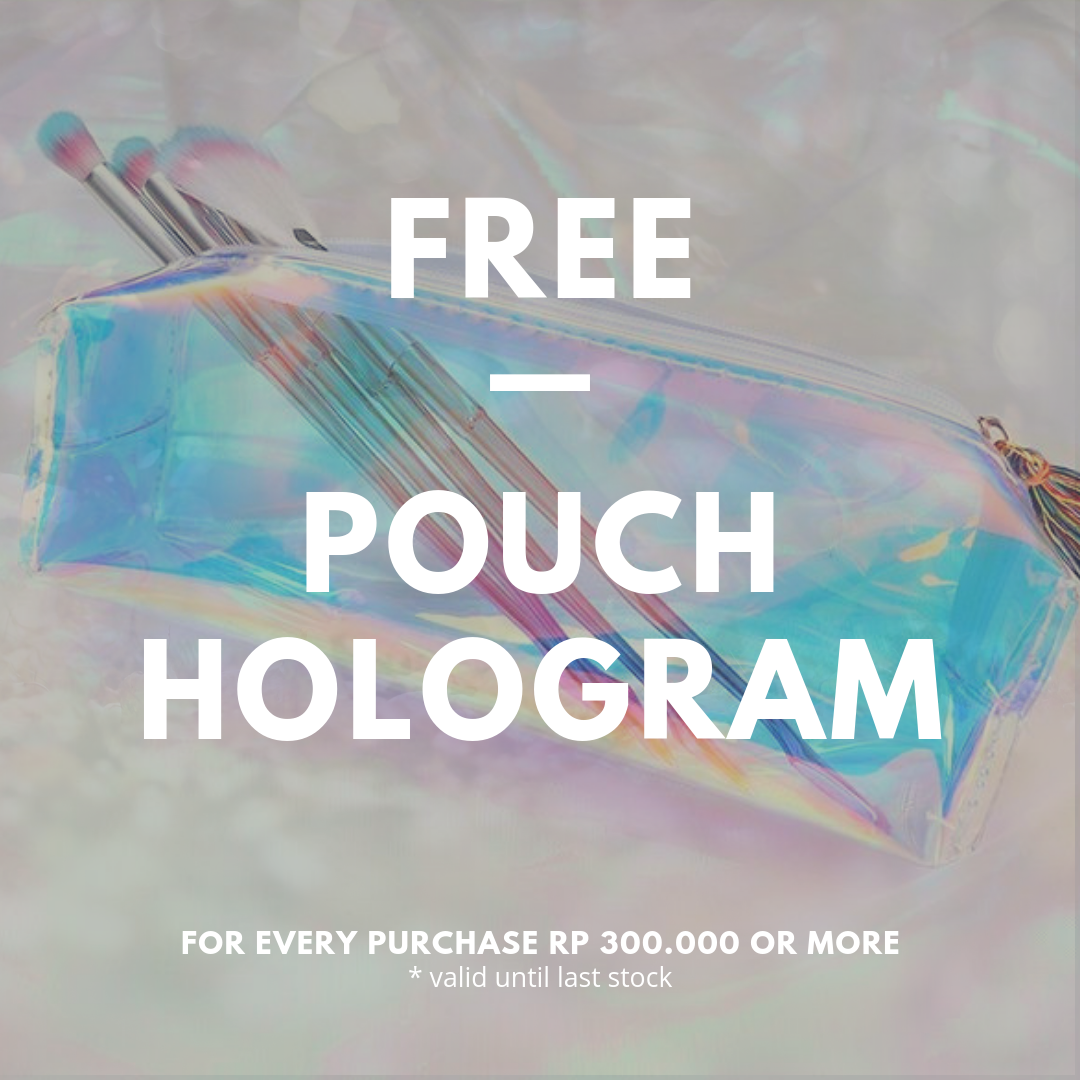 FREE
POUCH
HOLOGRAM
FOR EVERY PURCHASE RP 300.000 OR MORE
* valid until last stock